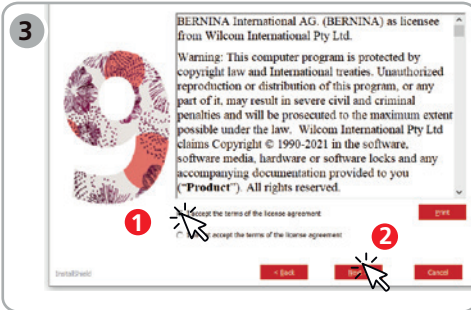 3
BERNINA International AG. (BERNINA) as licensee
from Wilcom International Pty Ltd.
Warning: This computer program is protected by
copyright law and International treaties. Unauthorized
reproduction or distribution of this program, or any
part of it, may result in severe civil and criminal
penalties and will be prosecuted to the maximum extent
possible under the law. Wilcom International Pty Ltd
claims Copyright © 1990-2021 in the software,
software media, hardware or software locks and any
accompanying documentation provided to you
("Product"). All rights reserved.
9
1
accept the terms of the license agreement
Print
accept the terms of the license agreement
2
InstallShield
< Back
Cancel